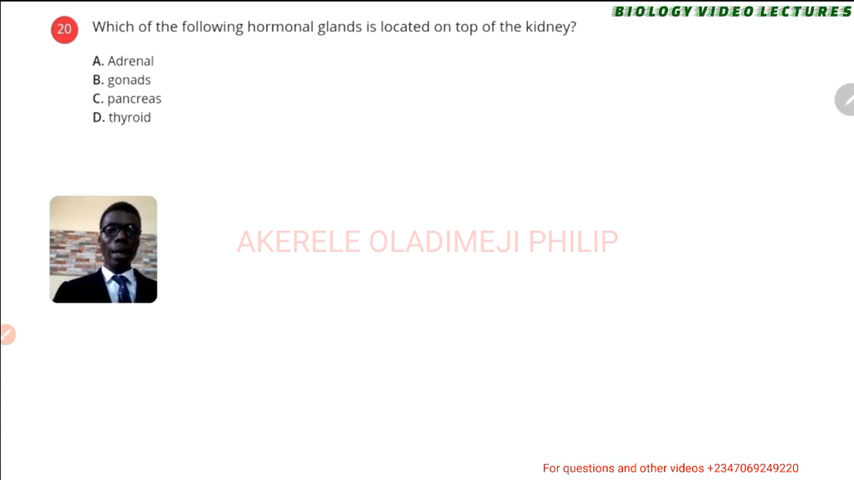 BIOLOGY VIDEO LECTURES
20 Which of the following hormonal glands is located on top of the kidney?
A. Adrenal
B. gonads
C. pancreas
D. thyroid
AKERELE OLADIMEJI PHILIP
For questions and other videos +2347069249220